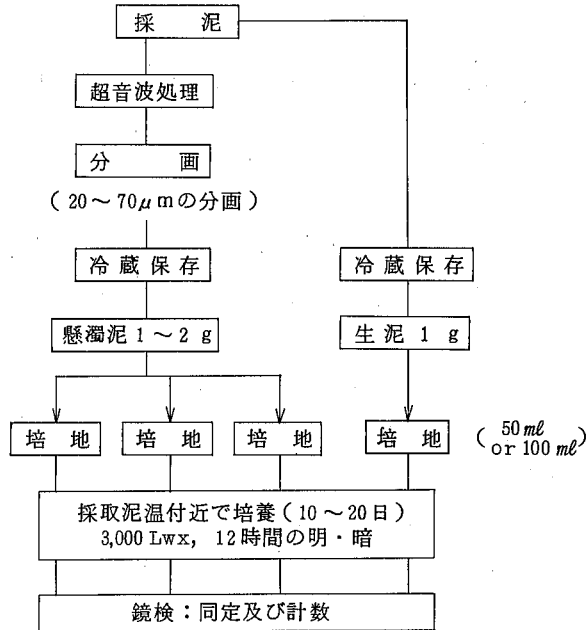 採泥
超音波処理
分画
(20～70μmの分画)
冷蔵保存
冷蔵保存
懸濁泥1～2g
生泥1g
培地
培地
培地
培地
(50ml
or 100ml)
採取泥温付近で培養(10～20日)
3,000 Lwx, 12時間の明・暗
鏡検：同定及び計数